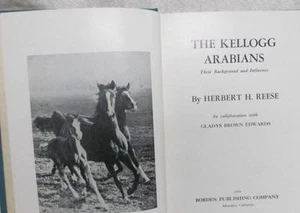 THE KELLOGG
ARABIANS
Their Background and Influence
By HERBERT H. REESE
In collaboration with
GLADYS BROWN EDWARDS
BORDEN PUBLISHING COMPANY